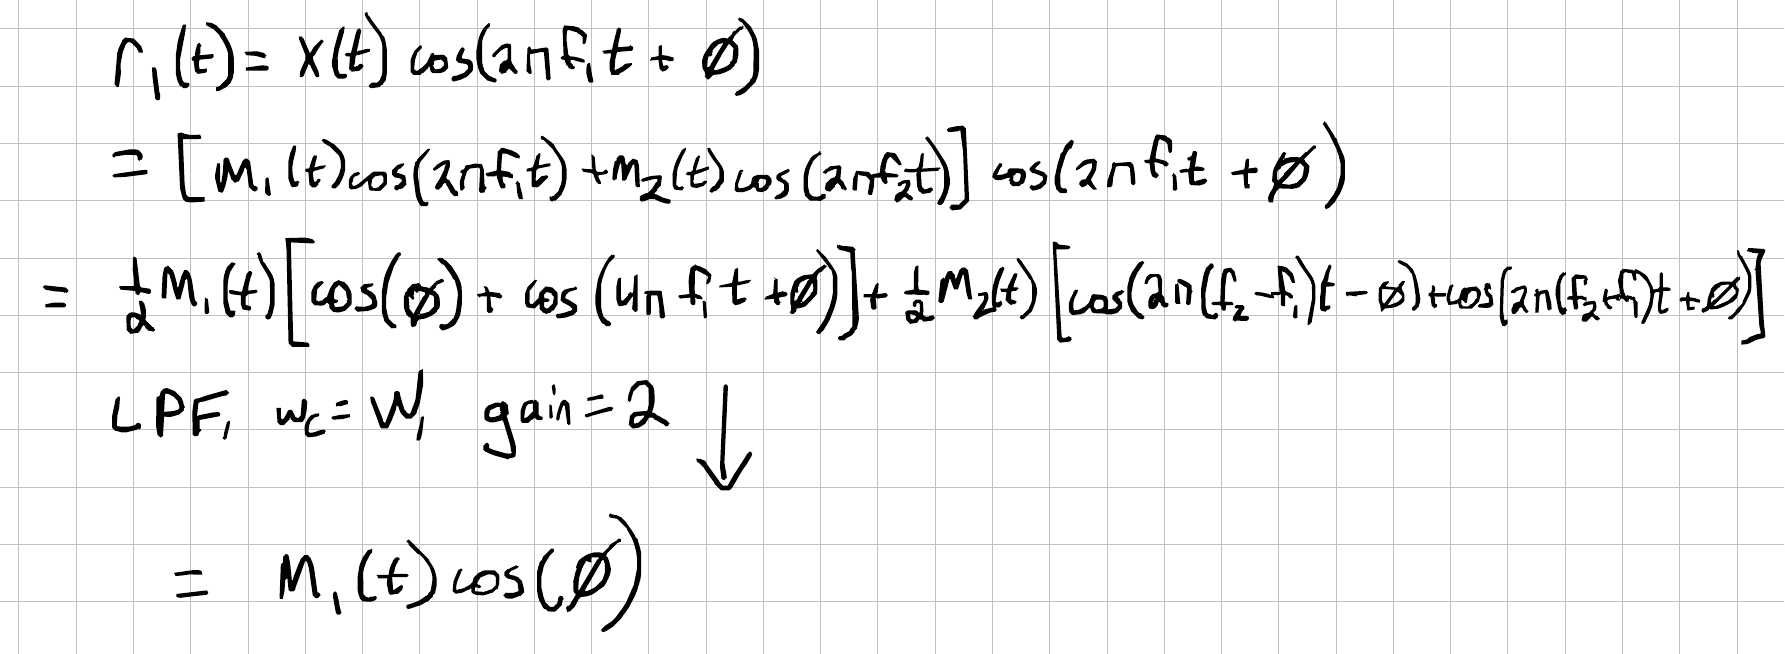 r₁(t) = x(t) cos(2πf₁t + ø)
= [m₁(t)cos(2πf₁t) + m₂(t)cos(2πf₂t)] cos(2πf₁t + ø)
= ½m₁(t)[cos(ø) + cos(4πf₁t + ø)] + ½m₂(t)[cos(2π(f₂-f₁)t - ø) + cos(2π(f₂+f₁)t + ø)]
LPF, wc = W, gain = 2 ↓
= m₁(t)cos(ø)